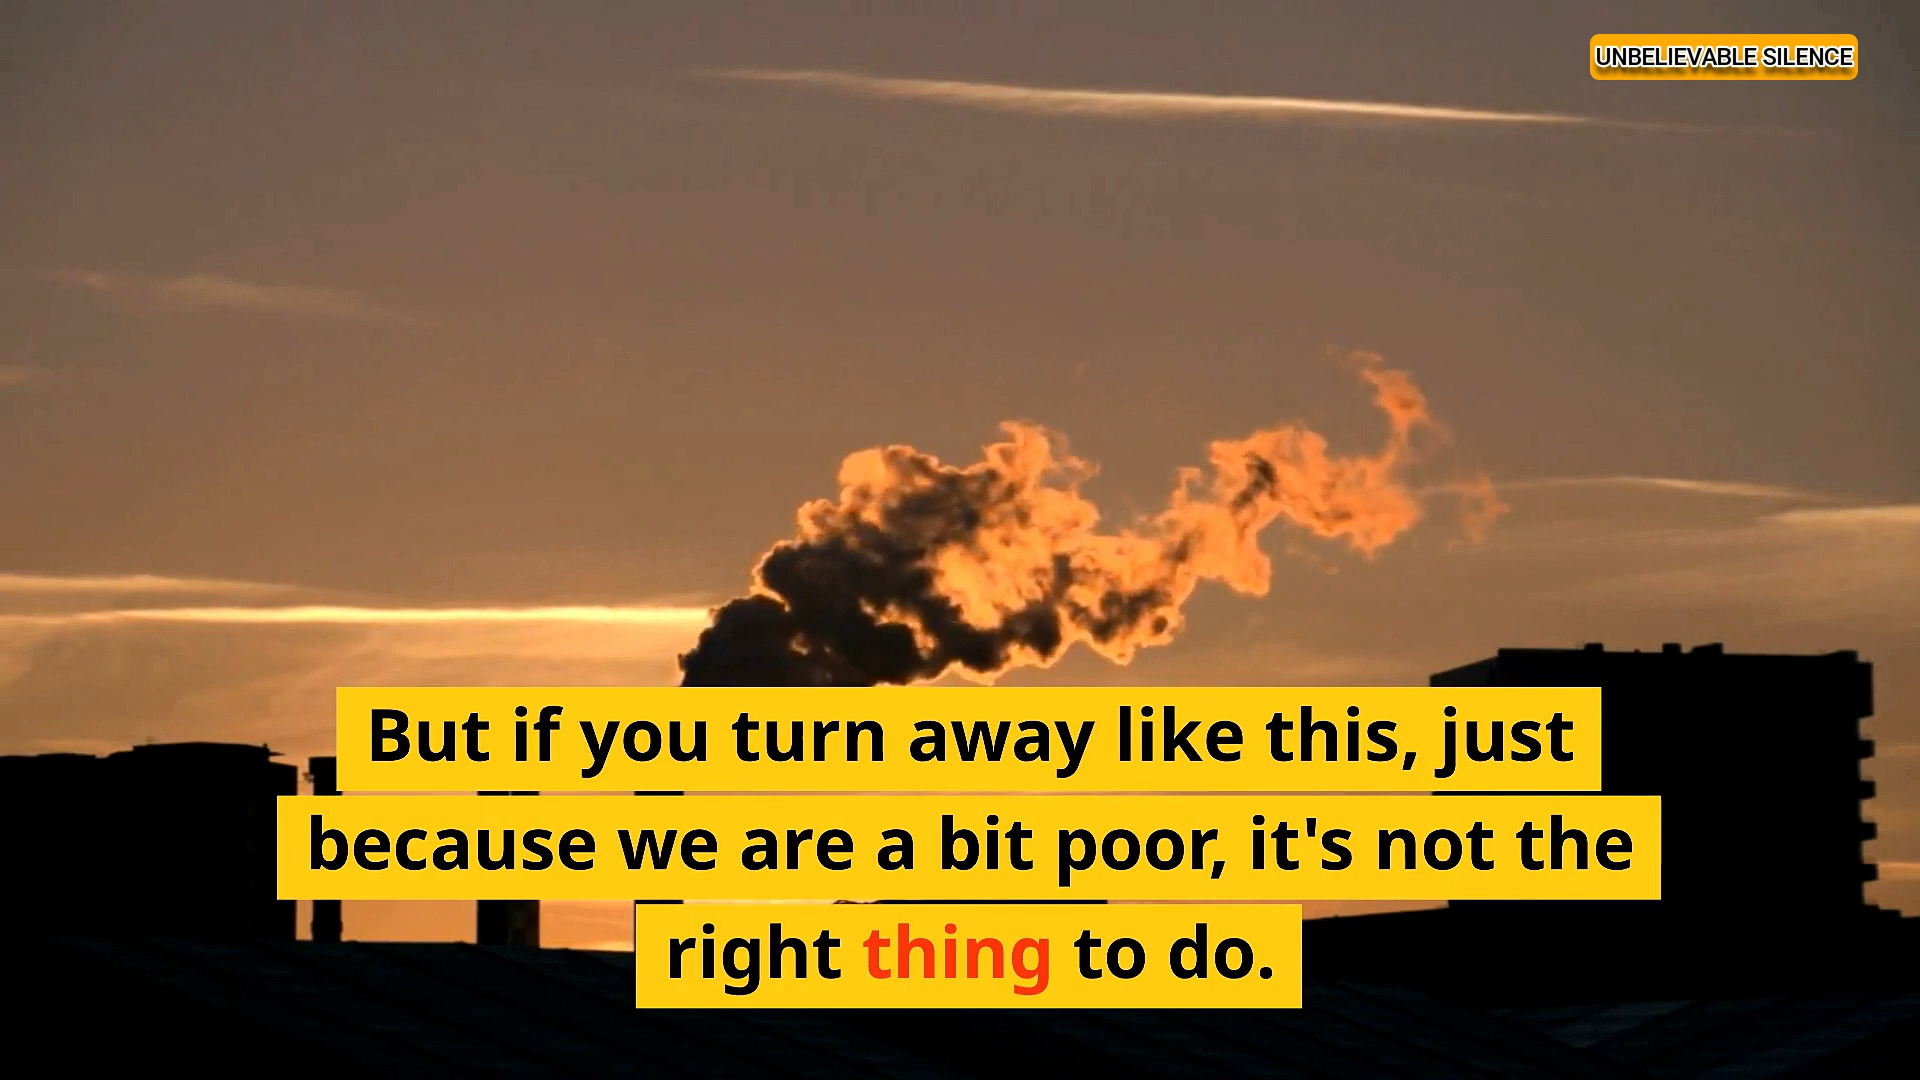 UNBELIEVABLE SILENCE
But if you turn away like this, just
because we are a bit poor, it's not the
right thing to do.